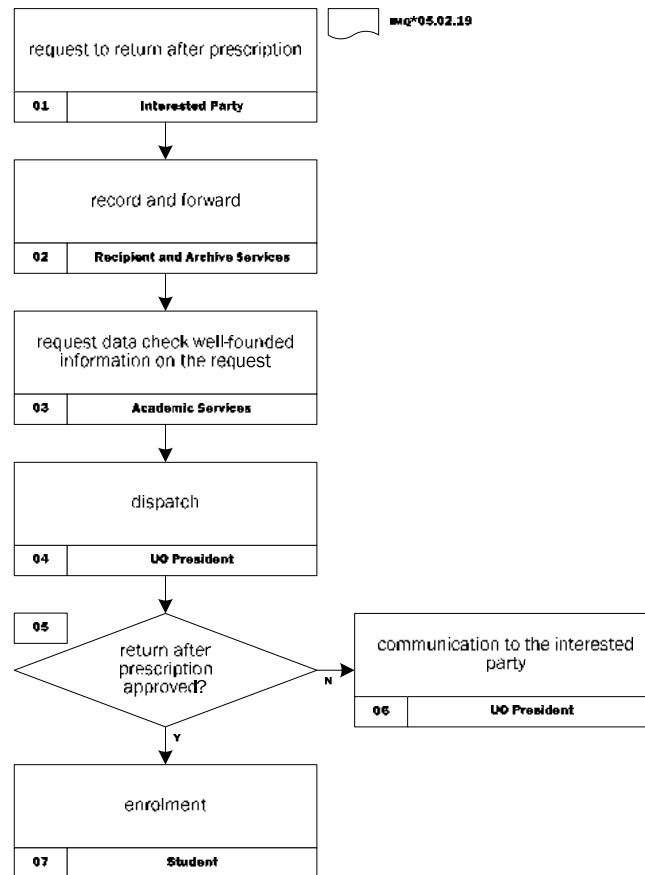 request to return after prescription
IMQ*05.02.19
01 Interested Party
record and forward
02 Recipient and Archive Services
request data check well-founded
information on the request
03 Academic Services
dispatch
04 UO President
05
return after
prescription
approved?
N
communication to the interested
party
06 UO President
Y
enrolment
07 Student